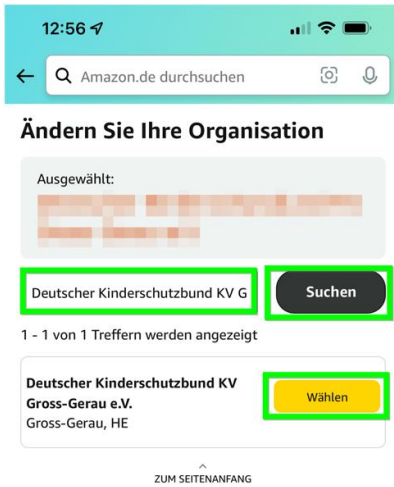 12:56
Amazon.de durchsuchen
Ändern Sie Ihre Organisation
Ausgewählt:
Deutscher Kinderschutzbund KV G
Suchen
1 - 1 von 1 Treffern werden angezeigt
Deutscher Kinderschutzbund KV
Gross-Gerau e.V.
Gross-Gerau, HE
Wählen
ZUM SEITENANFANG